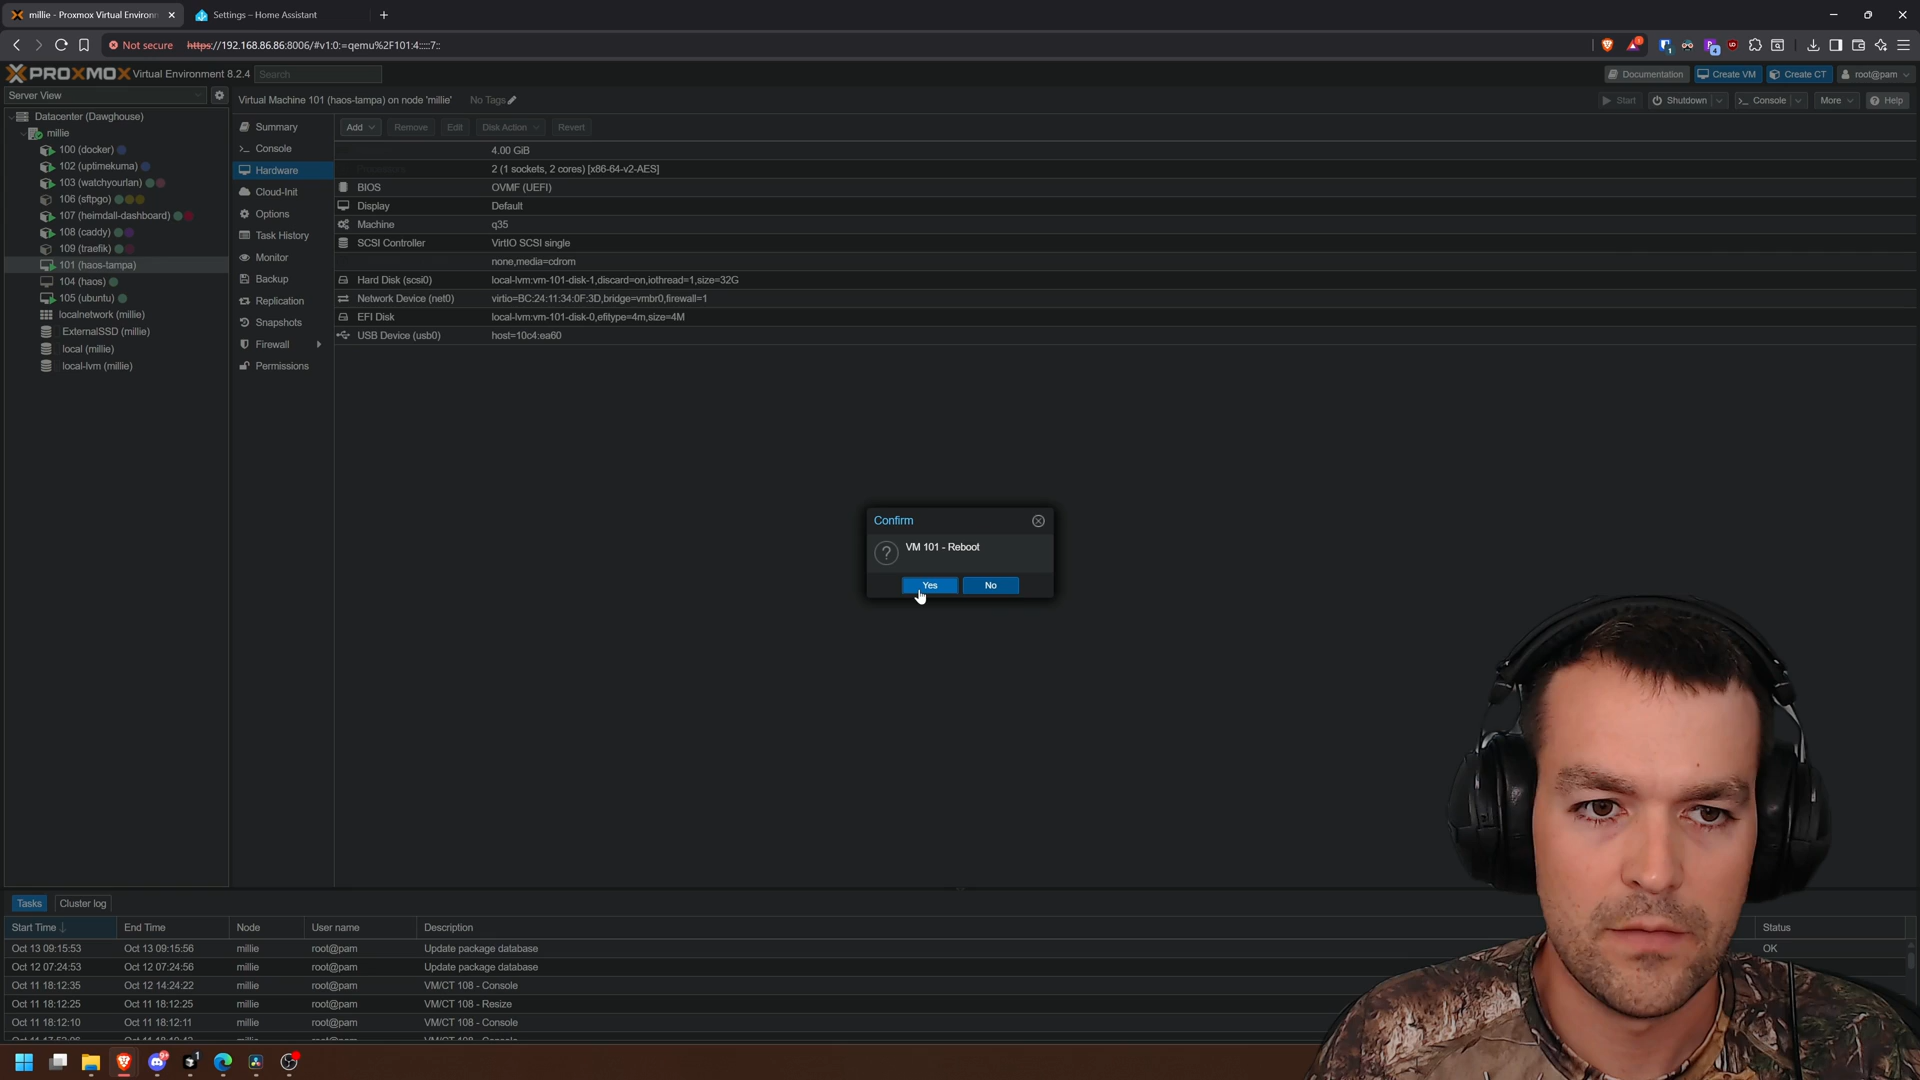 millie - Proxmox Virtual Environm
Settings – Home Assistant
Not secure
https://192.168.86.86:8006/#v1:0:=qemu%2F101:4:::::7::
PROXMOX Virtual Environment 8.2.4
Search
Documentation
Create VM
Create CT
root@pam
Server View
Virtual Machine 101 (haos-tampa) on node 'millie'
No Tags
Start
Shutdown
Console
More
Help
Datacenter (Dawghouse)
millie
100 (docker)
102 (uptimekuma)
103 (watchyourlan)
106 (sftpgo)
107 (heimdall-dashboard)
108 (caddy)
109 (traefik)
101 (haos-tampa)
104 (haos)
105 (ubuntu)
localnetwork (millie)
ExternalSSD (millie)
local (millie)
local-lvm (millie)
Summary
Console
Hardware
Cloud-Init
Options
Task History
Monitor
Backup
Replication
Snapshots
Firewall
Permissions
Add
Remove
Edit
Disk Action
Revert
4.00 GiB
2 (1 sockets, 2 cores) [x86-64-v2-AES]
BIOS OVMF (UEFI)
Display Default
Machine q35
SCSI Controller VirtIO SCSI single
none,media=cdrom
Hard Disk (scsi0) local-lvm:vm-101-disk-1,discard=on,iothread=1,size=32G
Network Device (net0) virtio=BC:24:11:34:0F:3D,bridge=vmbr0,firewall=1
EFI Disk local-lvm:vm-101-disk-0,efitype=4m,size=4M
USB Device (usb0) host=10c4:ea60
Confirm
VM 101 - Reboot
Yes
No
Tasks
Cluster log
Start Time End Time Node User name Description Status
Oct 13 09:15:53 Oct 13 09:15:56 millie root@pam Update package database OK
Oct 12 07:24:53 Oct 12 07:24:56 millie root@pam Update package database
Oct 11 18:12:35 Oct 12 14:24:22 millie root@pam VM/CT 108 - Console
Oct 11 18:12:25 Oct 11 18:12:25 millie root@pam VM/CT 108 - Resize
Oct 11 18:12:10 Oct 11 18:12:11 millie root@pam VM/CT 108 - Console